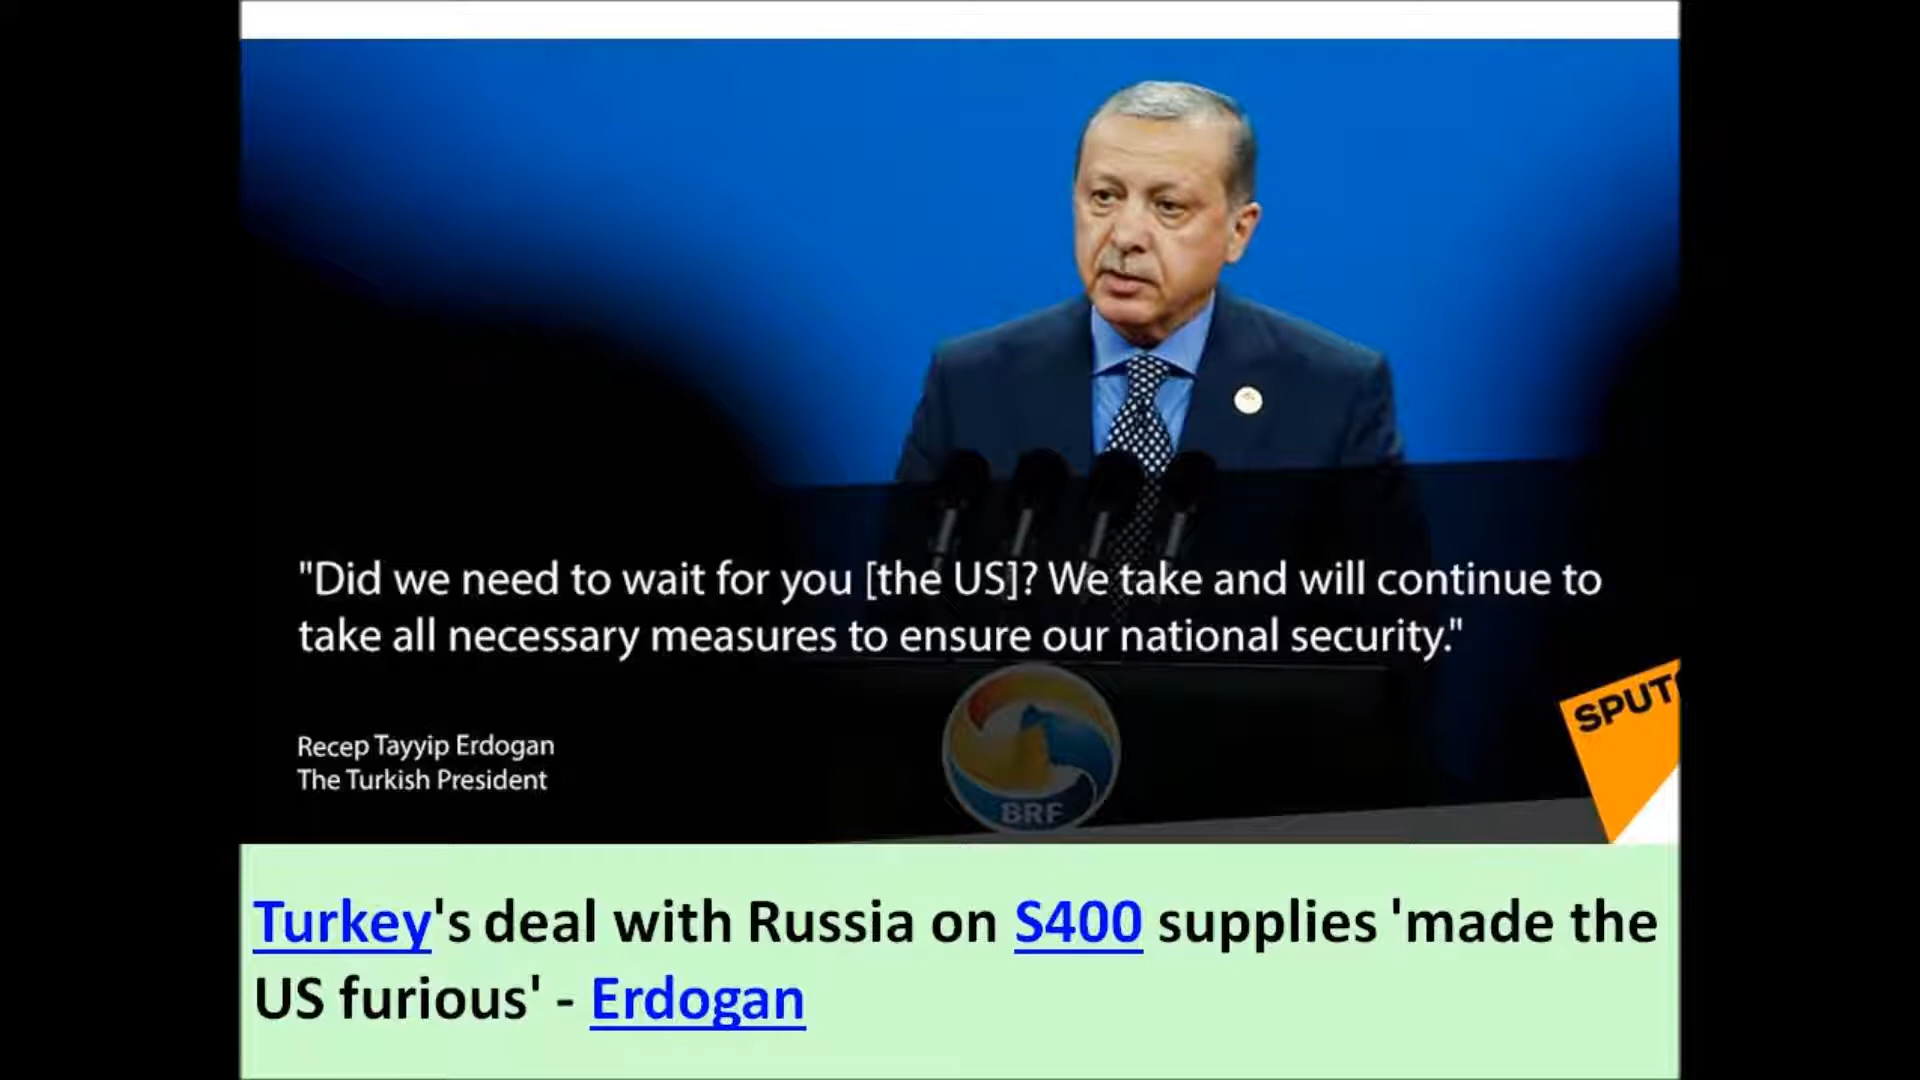 "Did we need to wait for you [the US]? We take and will continue to
take all necessary measures to ensure our national security."
SPUT
Recep Tayyip Erdogan
The Turkish President
BRF
Turkey's deal with Russia on S400 supplies 'made the
US furious' - Erdogan